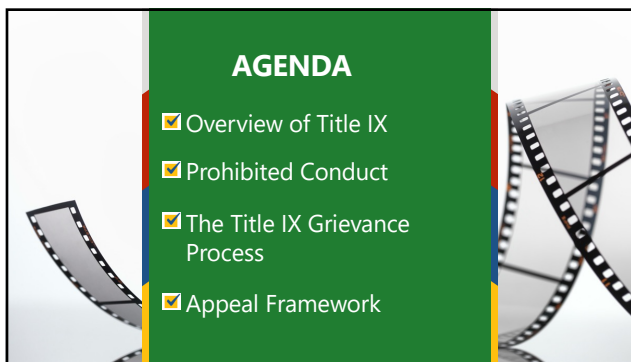 AGENDA
Overview of Title IX
Prohibited Conduct
The Title IX Grievance
Process
Appeal Framework